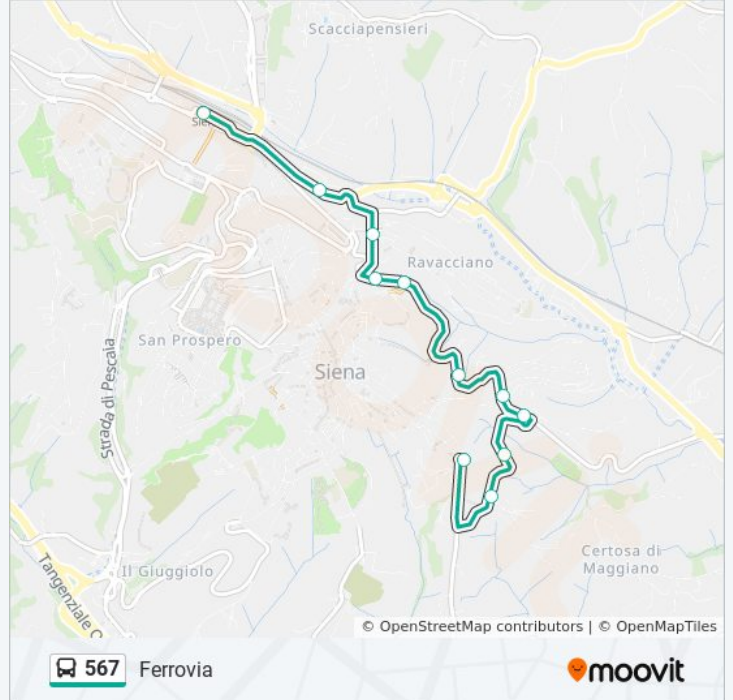 Scacciapensieri
Ravacciano
San Prospero
Siena
Strada di Pescaia
Certosa di
Maggiano
Il Giuggiolo
© OpenStreetMap contributors | © OpenMapTiles
567 Ferrovia
moovit